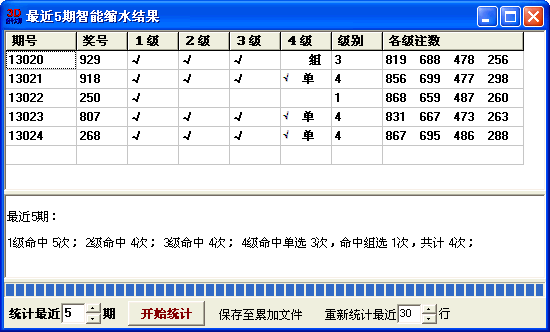 最近5期智能缩水结果
期号 奖号 1级 2级 3级 4级 级别 各级注数
13020 929 √ √ √ 组 3 819 688 478 256
13021 918 √ √ √ √ 单 4 856 699 477 298
13022 250 √ 1 868 659 487 260
13023 807 √ √ √ √ 单 4 831 667 473 263
13024 268 √ √ √ √ 单 4 867 695 486 288
最近5期：
1级命中 5次； 2级命中 4次； 3级命中 4次； 4级命中单选 3次，命中组选 1次，共计 4次；
统计最近 5 期 开始统计 保存至累加文件 重新统计最近 30 行